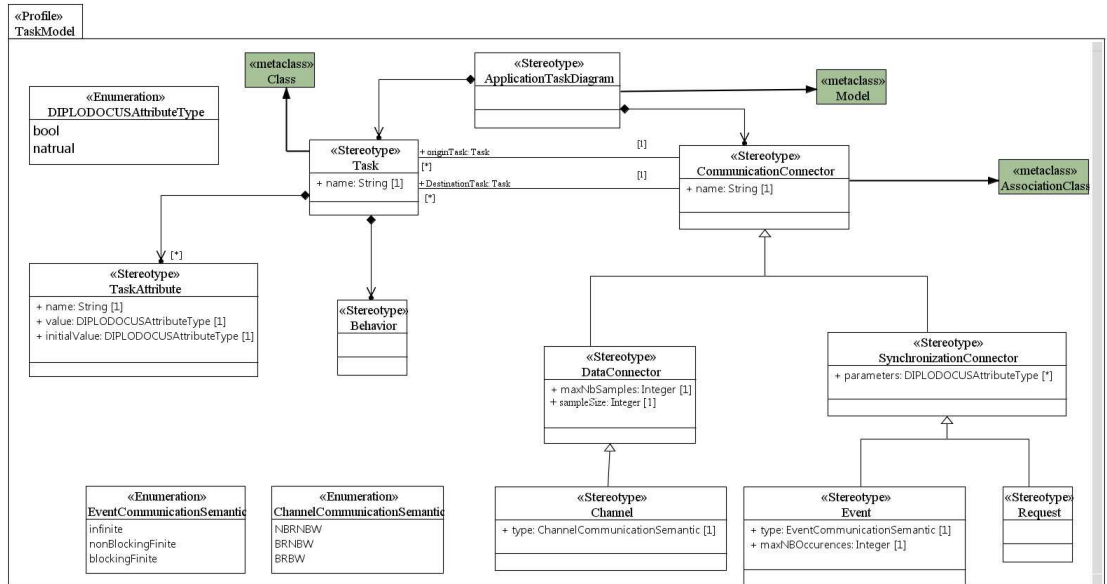 «Profile»
TaskModel
«metaclass»
Class
«Stereotype»
ApplicationTaskDiagram
«metaclass»
Model
«Enumeration»
DIPLODOCUSAttributeType
bool
natrual
«Stereotype»
Task
+ name: String [1]
+ originTask: Task
[*]
[1]
+ DestinationTask: Task
[*]
[1]
«Stereotype»
CommunicationConnector
+ name: String [1]
«metaclass»
AssociationClass
[*]
«Stereotype»
TaskAttribute
+ name: String [1]
+ value: DIPLODOCUSAttributeType [1]
+ initialValue: DIPLODOCUSAttributeType [1]
«Stereotype»
Behavior
«Stereotype»
DataConnector
+ maxNbSamples: Integer [1]
+ sampleSize: Integer [1]
«Stereotype»
SynchronizationConnector
+ parameters: DIPLODOCUSAttributeType [*]
«Enumeration»
EventCommunicationSemantic
infinite
nonBlockingFinite
blockingFinite
«Enumeration»
ChannelCommunicationSemantic
NBRNBW
BRNBW
BRBW
«Stereotype»
Channel
+ type: ChannelCommunicationSemantic [1]
«Stereotype»
Event
+ type: EventCommunicationSemantic [1]
+ maxNBOccurences: Integer [1]
«Stereotype»
Request